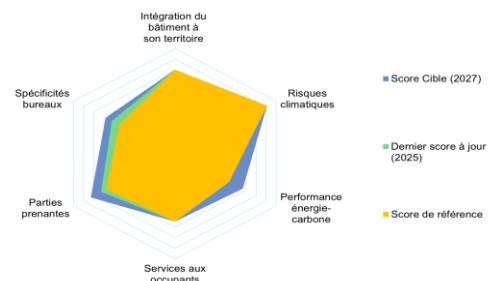 Intégration du
bâtiment à
son territoire
Risques
climatiques
Performance
énergie-
carbone
Services aux
occupants
Parties
prenantes
Spécificités
bureaux
Score Cible (2027)
Dernier score à jour
(2025)
Score de référence